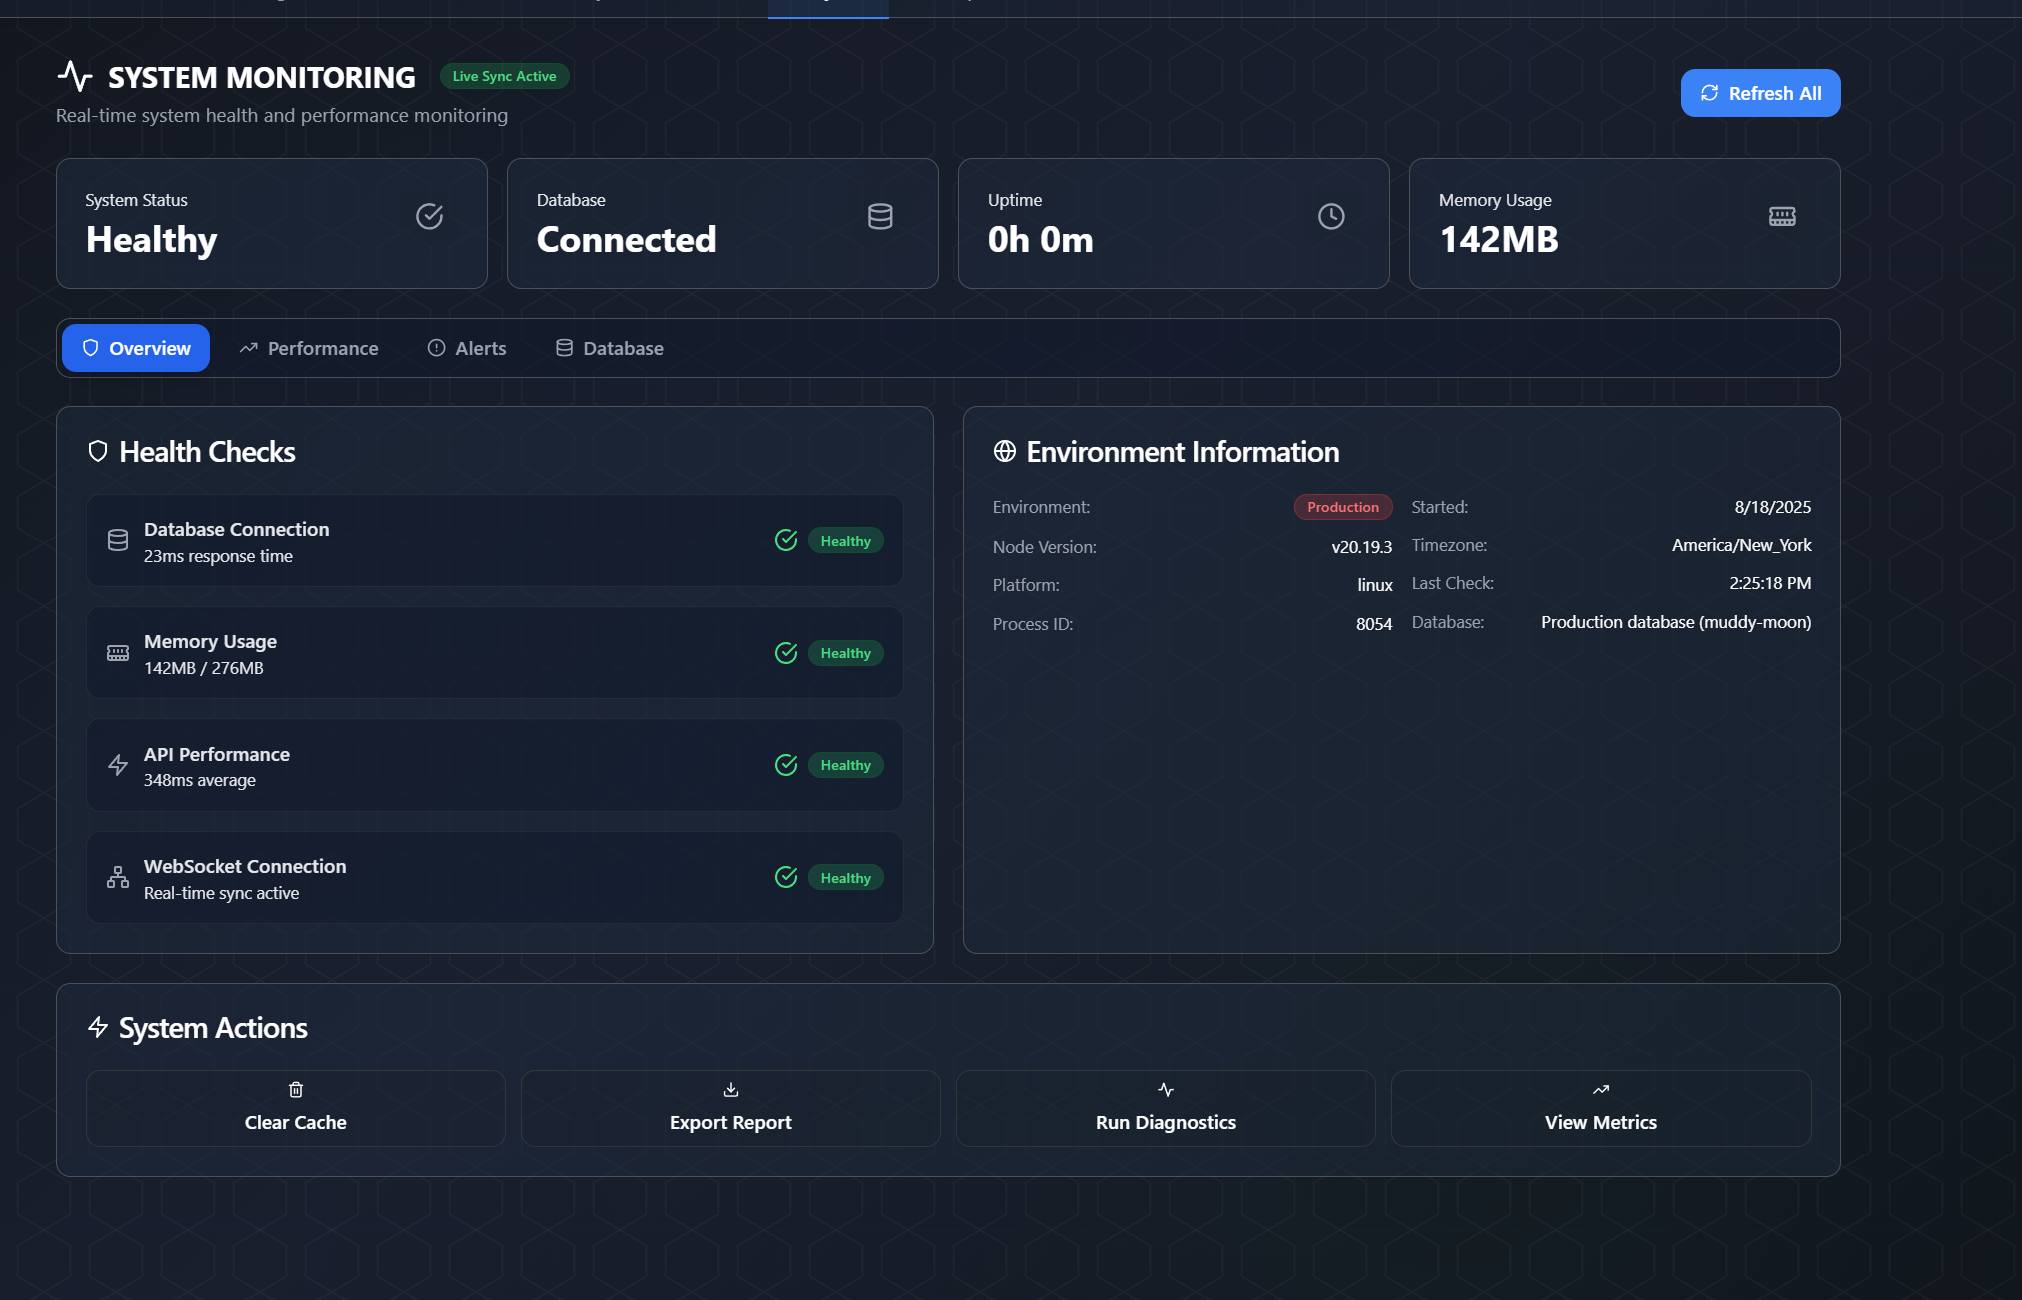 SYSTEM MONITORING
Live Sync Active
Real-time system health and performance monitoring
Refresh All
System Status
Healthy
Database
Connected
Uptime
0h 0m
Memory Usage
142MB
Overview
Performance
Alerts
Database
Health Checks
Database Connection
23ms response time
Healthy
Memory Usage
142MB / 276MB
Healthy
API Performance
348ms average
Healthy
WebSocket Connection
Real-time sync active
Healthy
Environment Information
Environment: Production
Node Version: v20.19.3
Platform: linux
Process ID: 8054
Started: 8/18/2025
Timezone: America/New_York
Last Check: 2:25:18 PM
Database: Production database (muddy-moon)
System Actions
Clear Cache
Export Report
Run Diagnostics
View Metrics